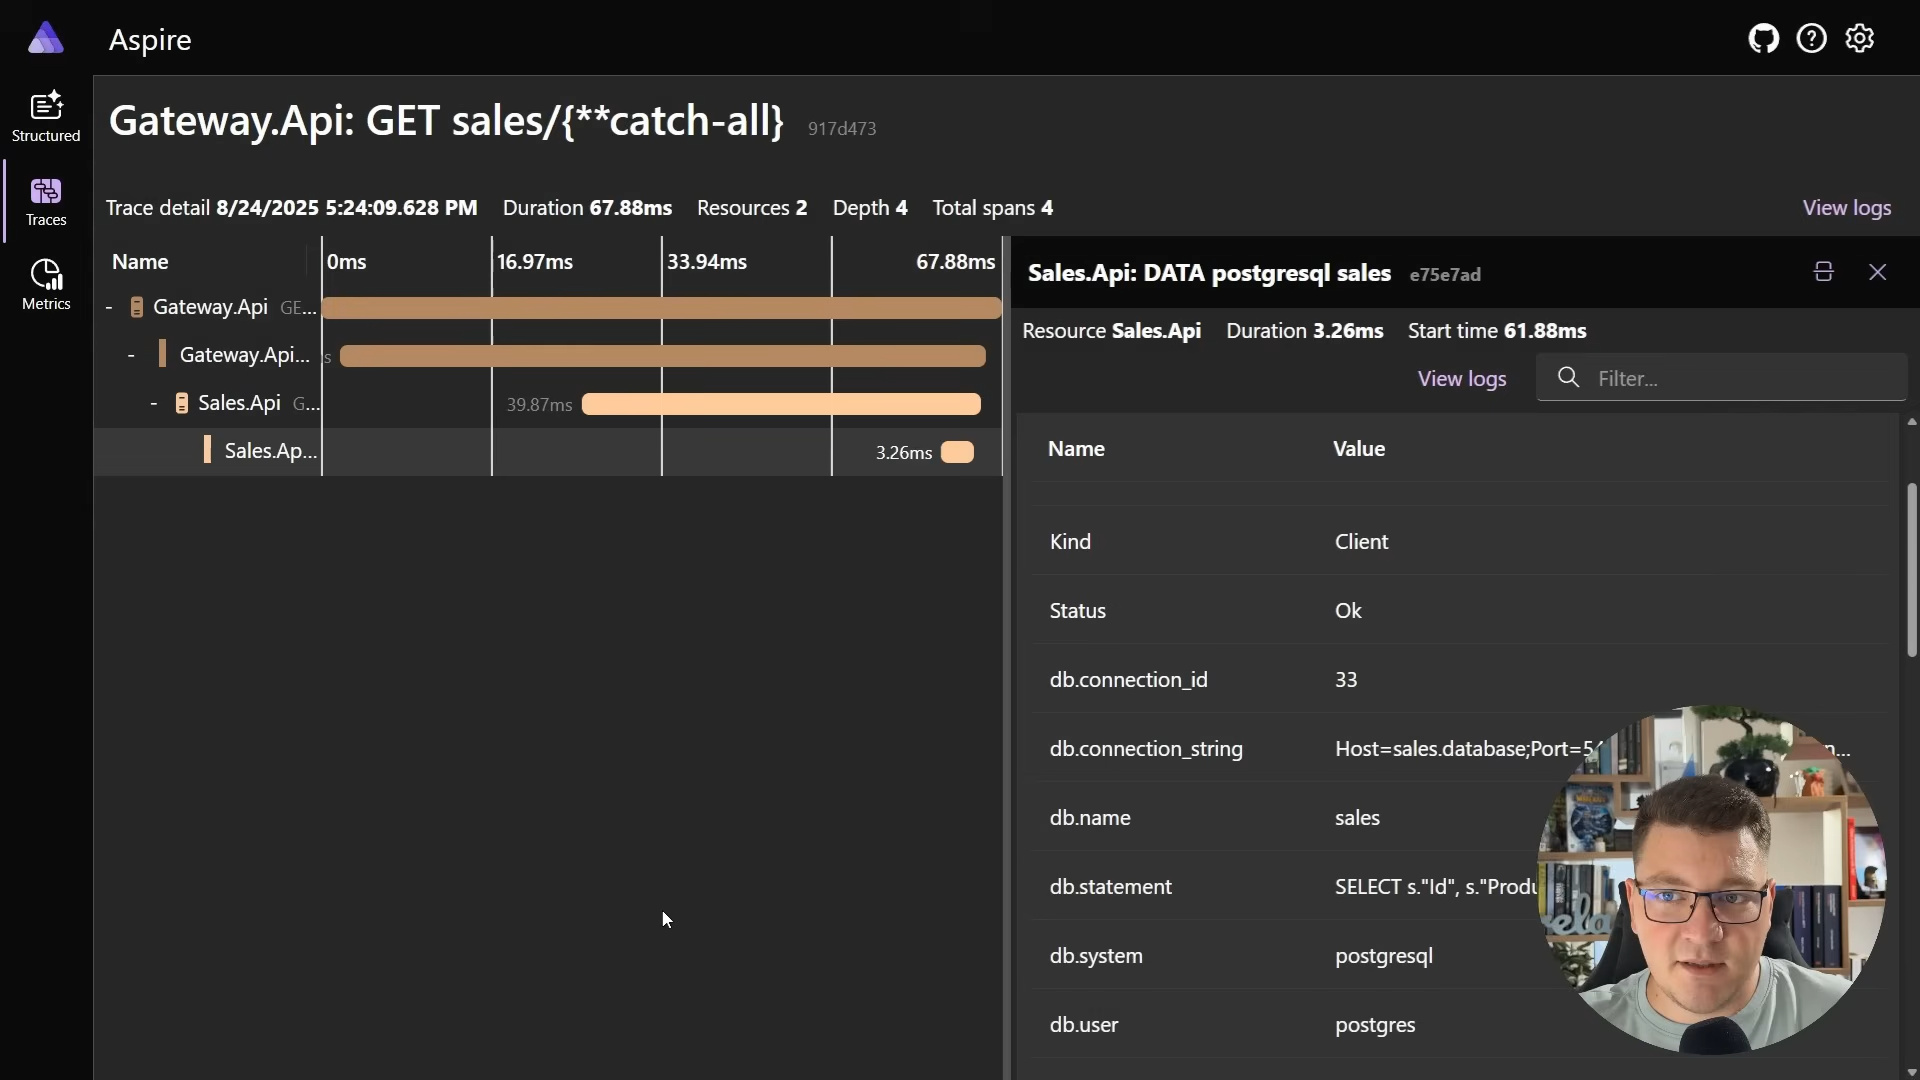 Aspire
Structured
Traces
Metrics
Gateway.Api: GET sales/{**catch-all} 917d473
Trace detail 8/24/2025 5:24:09.628 PM Duration 67.88ms Resources 2 Depth 4 Total spans 4 View logs
Name 0ms 16.97ms 33.94ms 67.88ms
- Gateway.Api GE...
- Gateway.Api... s
- Sales.Api G... 39.87ms
Sales.Ap... 3.26ms
Sales.Api: DATA postgresql sales e75e7ad
Resource Sales.Api Duration 3.26ms Start time 61.88ms
View logs Filter...
Name Value
Kind Client
Status Ok
db.connection_id 33
db.connection_string Host=sales.database;Port=5
db.name sales
db.statement SELECT s."Id", s."Produ
db.system postgresql
db.user postgres